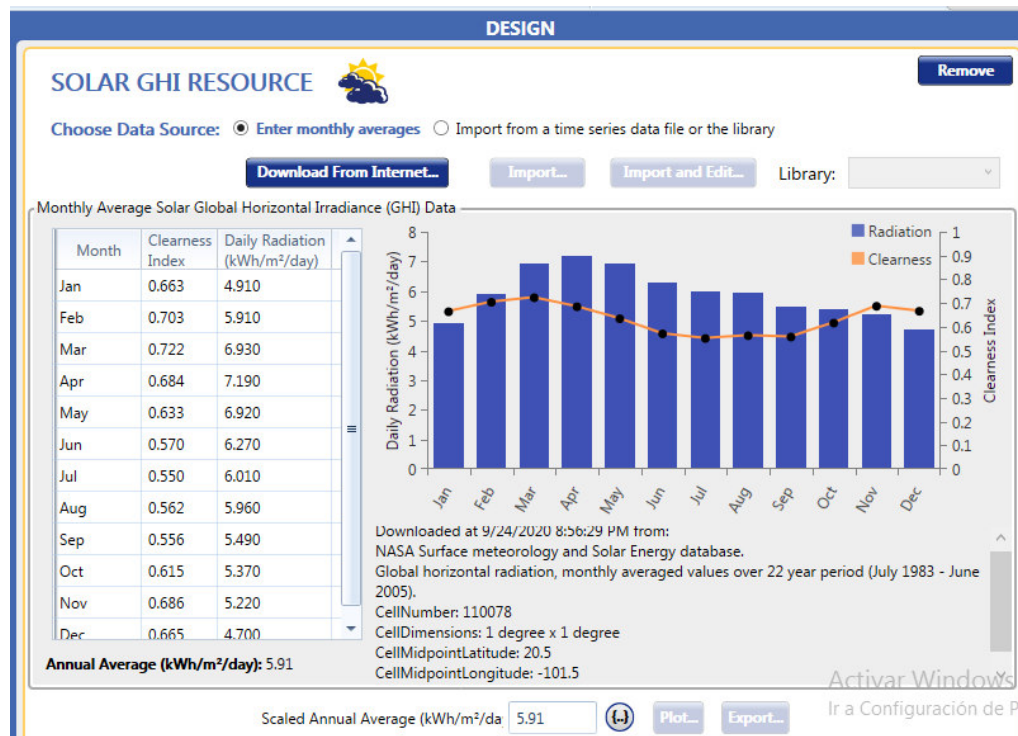 DESIGN
SOLAR GHI RESOURCE
Remove
Choose Data Source: Enter monthly averages Import from a time series data file or the library
Download From Internet... Import... Import and Edit... Library:
Monthly Average Solar Global Horizontal Irradiance (GHI) Data
Month Clearness Index Daily Radiation (kWh/m²/day)
Jan 0.663 4.910
Feb 0.703 5.910
Mar 0.722 6.930
Apr 0.684 7.190
May 0.633 6.920
Jun 0.570 6.270
Jul 0.550 6.010
Aug 0.562 5.960
Sep 0.556 5.490
Oct 0.615 5.370
Nov 0.686 5.220
Dec 0.665 4.700
Annual Average (kWh/m²/day): 5.91
Daily Radiation (kWh/m²/day)
8
7
6
5
4
3
2
1
0
Radiation
Clearness
1
0.9
0.8
0.7
0.6
0.5
0.4
0.3
0.2
0.1
0
Clearness Index
Jan Feb Mar Apr May Jun Jul Aug Sep Oct Nov Dec
Downloaded at 9/24/2020 8:56:29 PM from:
NASA Surface meteorology and Solar Energy database.
Global horizontal radiation, monthly averaged values over 22 year period (July 1983 - June
2005).
CellNumber: 110078
CellDimensions: 1 degree x 1 degree
CellMidpointLatitude: 20.5
CellMidpointLongitude: -101.5
Activar Windows
Ir a Configuración de P
Scaled Annual Average (kWh/m²/da 5.91 {..} Plot... Export...